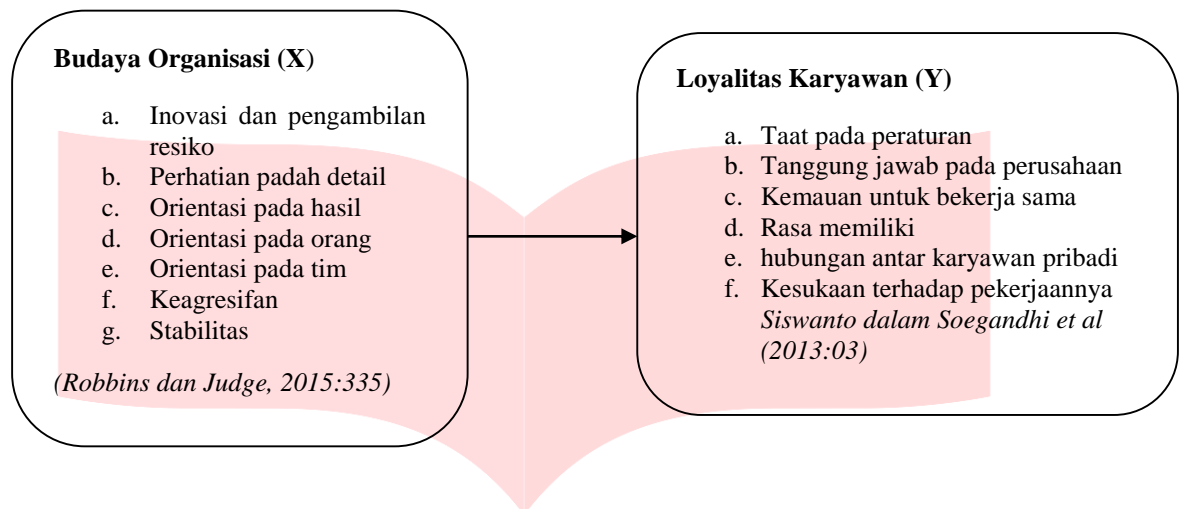 Budaya Organisasi (X)
a. Inovasi dan pengambilan
resiko
b. Perhatian padah detail
c. Orientasi pada hasil
d. Orientasi pada orang
e. Orientasi pada tim
f. Keagresifan
g. Stabilitas
(Robbins dan Judge, 2015:335)
Loyalitas Karyawan (Y)
a. Taat pada peraturan
b. Tanggung jawab pada perusahaan
c. Kemauan untuk bekerja sama
d. Rasa memiliki
e. hubungan antar karyawan pribadi
f. Kesukaan terhadap pekerjaannya
Siswanto dalam Soegandhi et al
(2013:03)